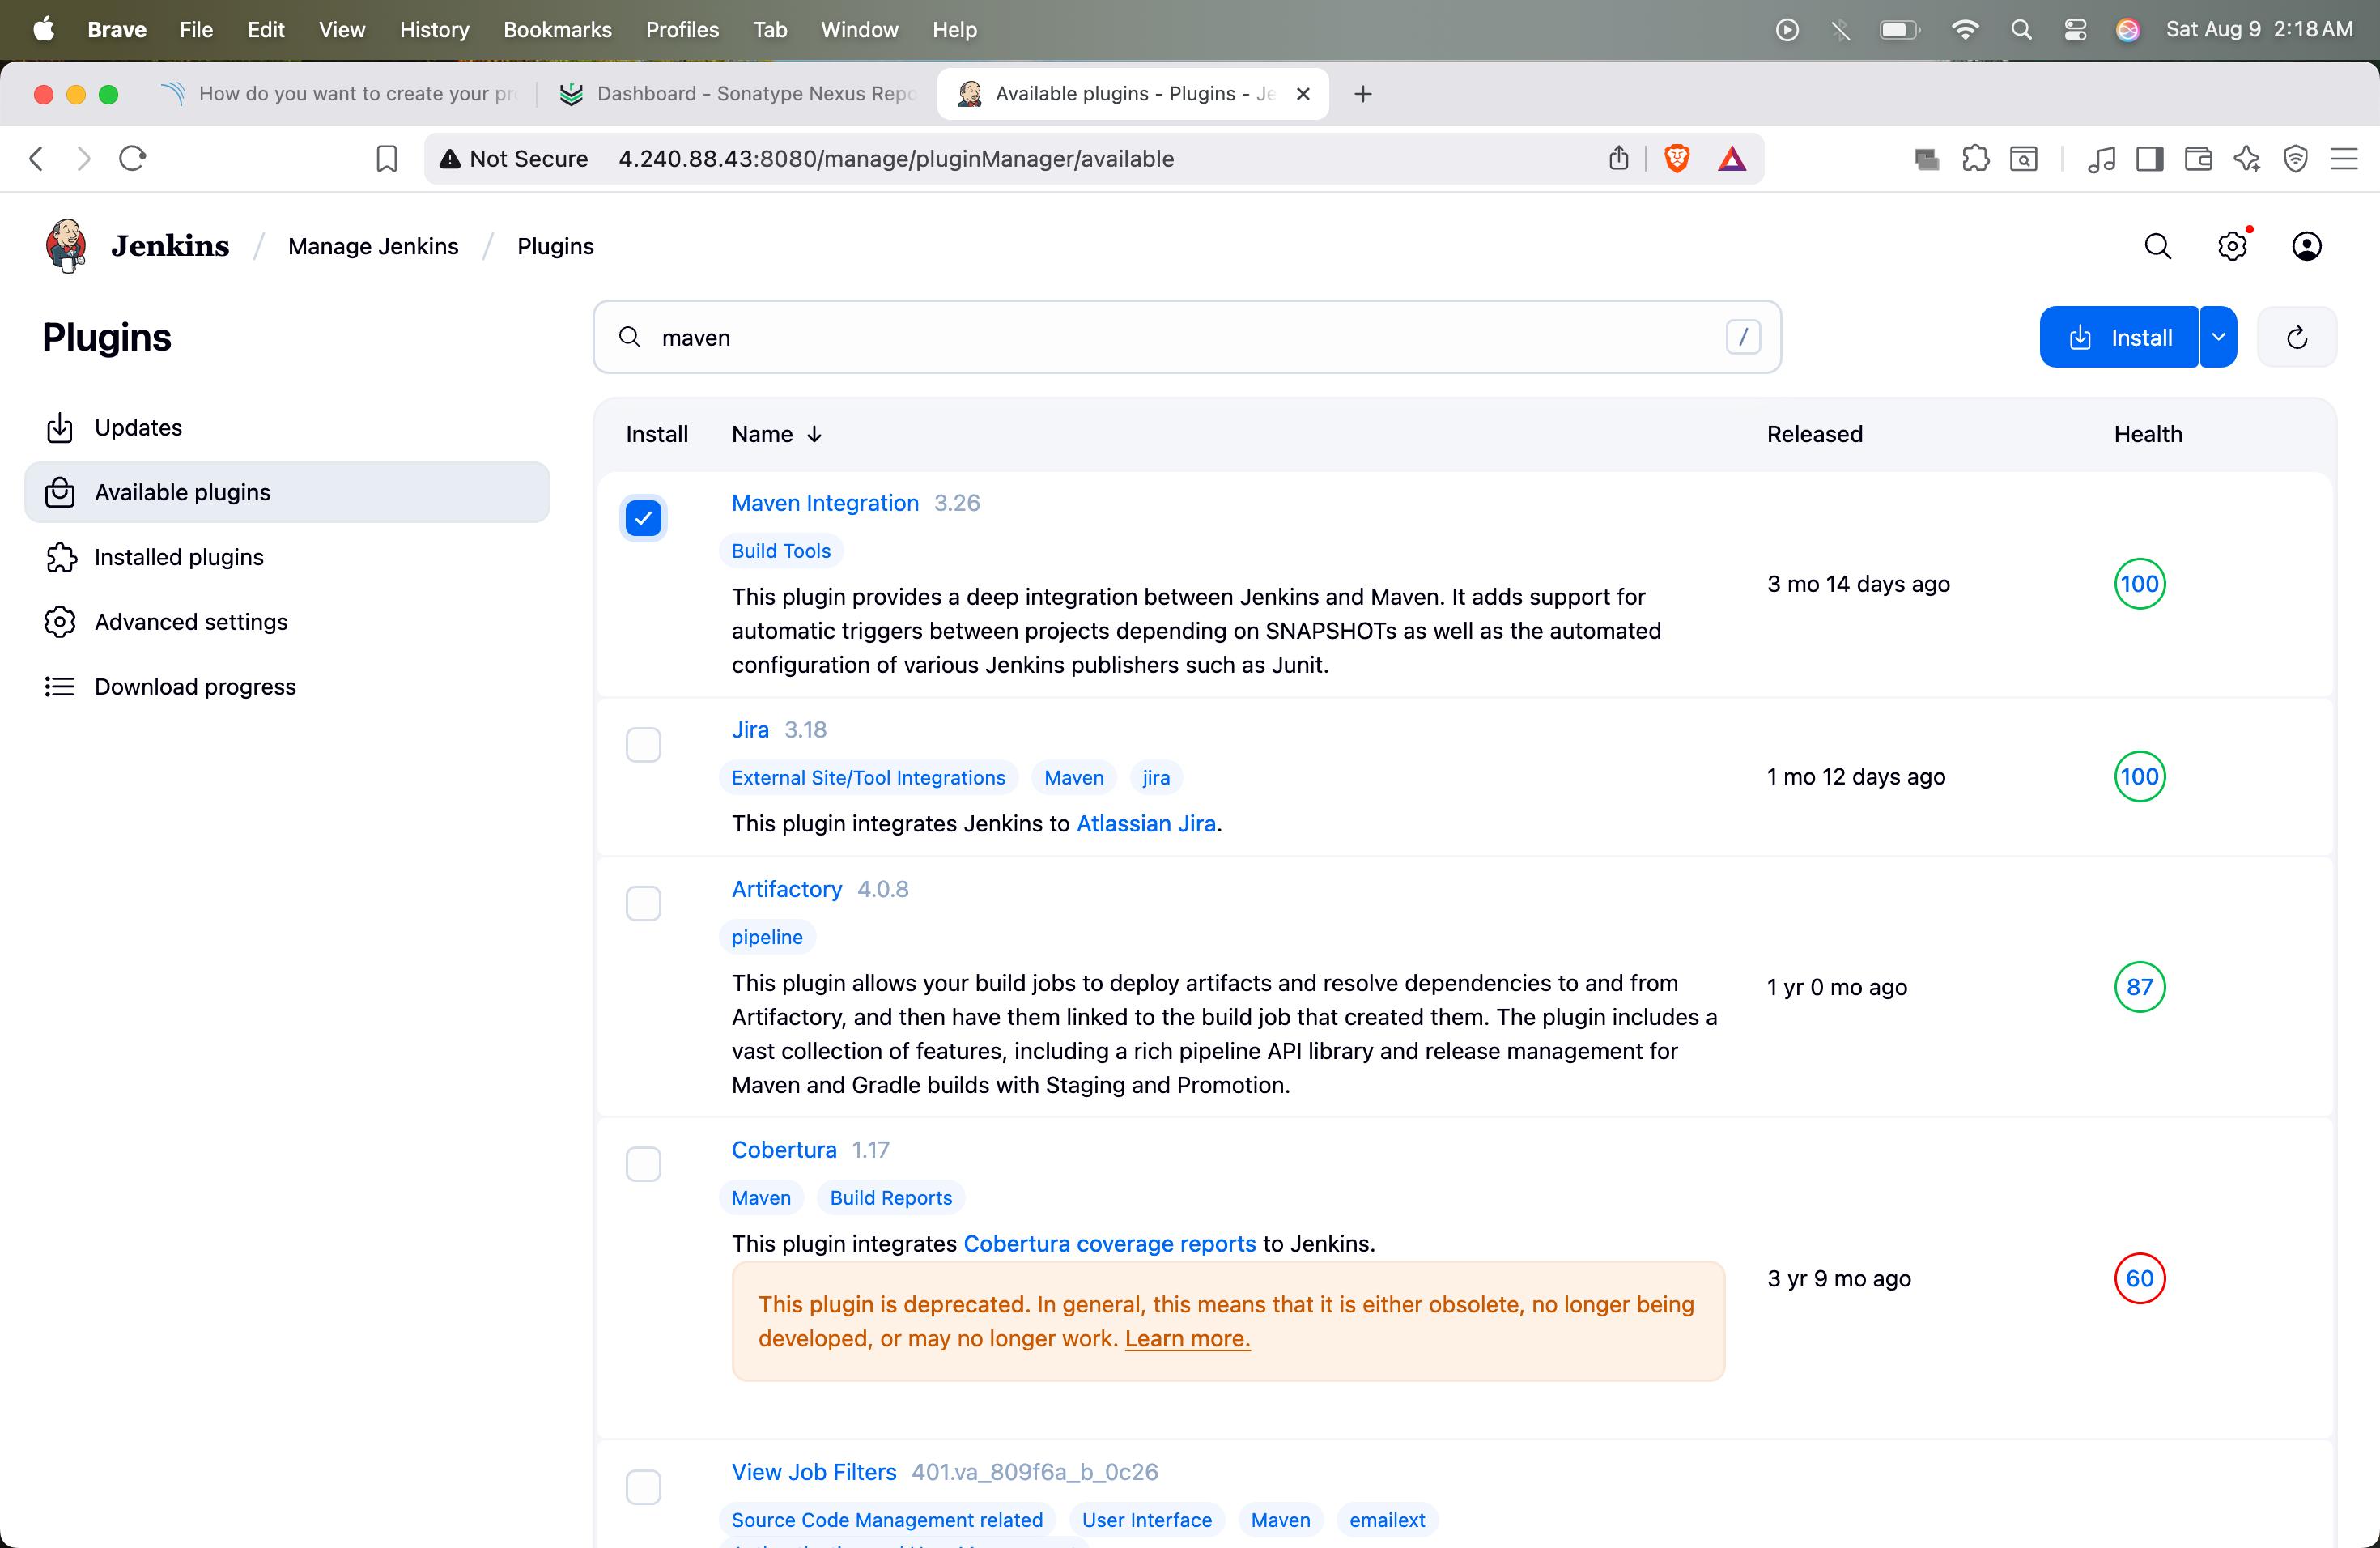 Brave File Edit View History Bookmarks Profiles Tab Window Help Sat Aug 9 2:18 AM
How do you want to create your pr Dashboard - Sonatype Nexus Repo Available plugins - Plugins - Je
Not Secure 4.240.88.43:8080/manage/pluginManager/available
Jenkins / Manage Jenkins / Plugins
Plugins
Updates
Available plugins
Installed plugins
Advanced settings
Download progress
maven /
Install
Install Name Released Health
Maven Integration 3.26
Build Tools
This plugin provides a deep integration between Jenkins and Maven. It adds support for
automatic triggers between projects depending on SNAPSHOTs as well as the automated
configuration of various Jenkins publishers such as Junit.
3 mo 14 days ago
100
Jira 3.18
External Site/Tool Integrations Maven jira
This plugin integrates Jenkins to Atlassian Jira.
1 mo 12 days ago
100
Artifactory 4.0.8
pipeline
This plugin allows your build jobs to deploy artifacts and resolve dependencies to and from
Artifactory, and then have them linked to the build job that created them. The plugin includes a
vast collection of features, including a rich pipeline API library and release management for
Maven and Gradle builds with Staging and Promotion.
1 yr 0 mo ago
87
Cobertura 1.17
Maven Build Reports
This plugin integrates Cobertura coverage reports to Jenkins.
This plugin is deprecated. In general, this means that it is either obsolete, no longer being
developed, or may no longer work. Learn more.
3 yr 9 mo ago
60
View Job Filters 401.va_809f6a_b_0c26
Source Code Management related User Interface Maven emailext